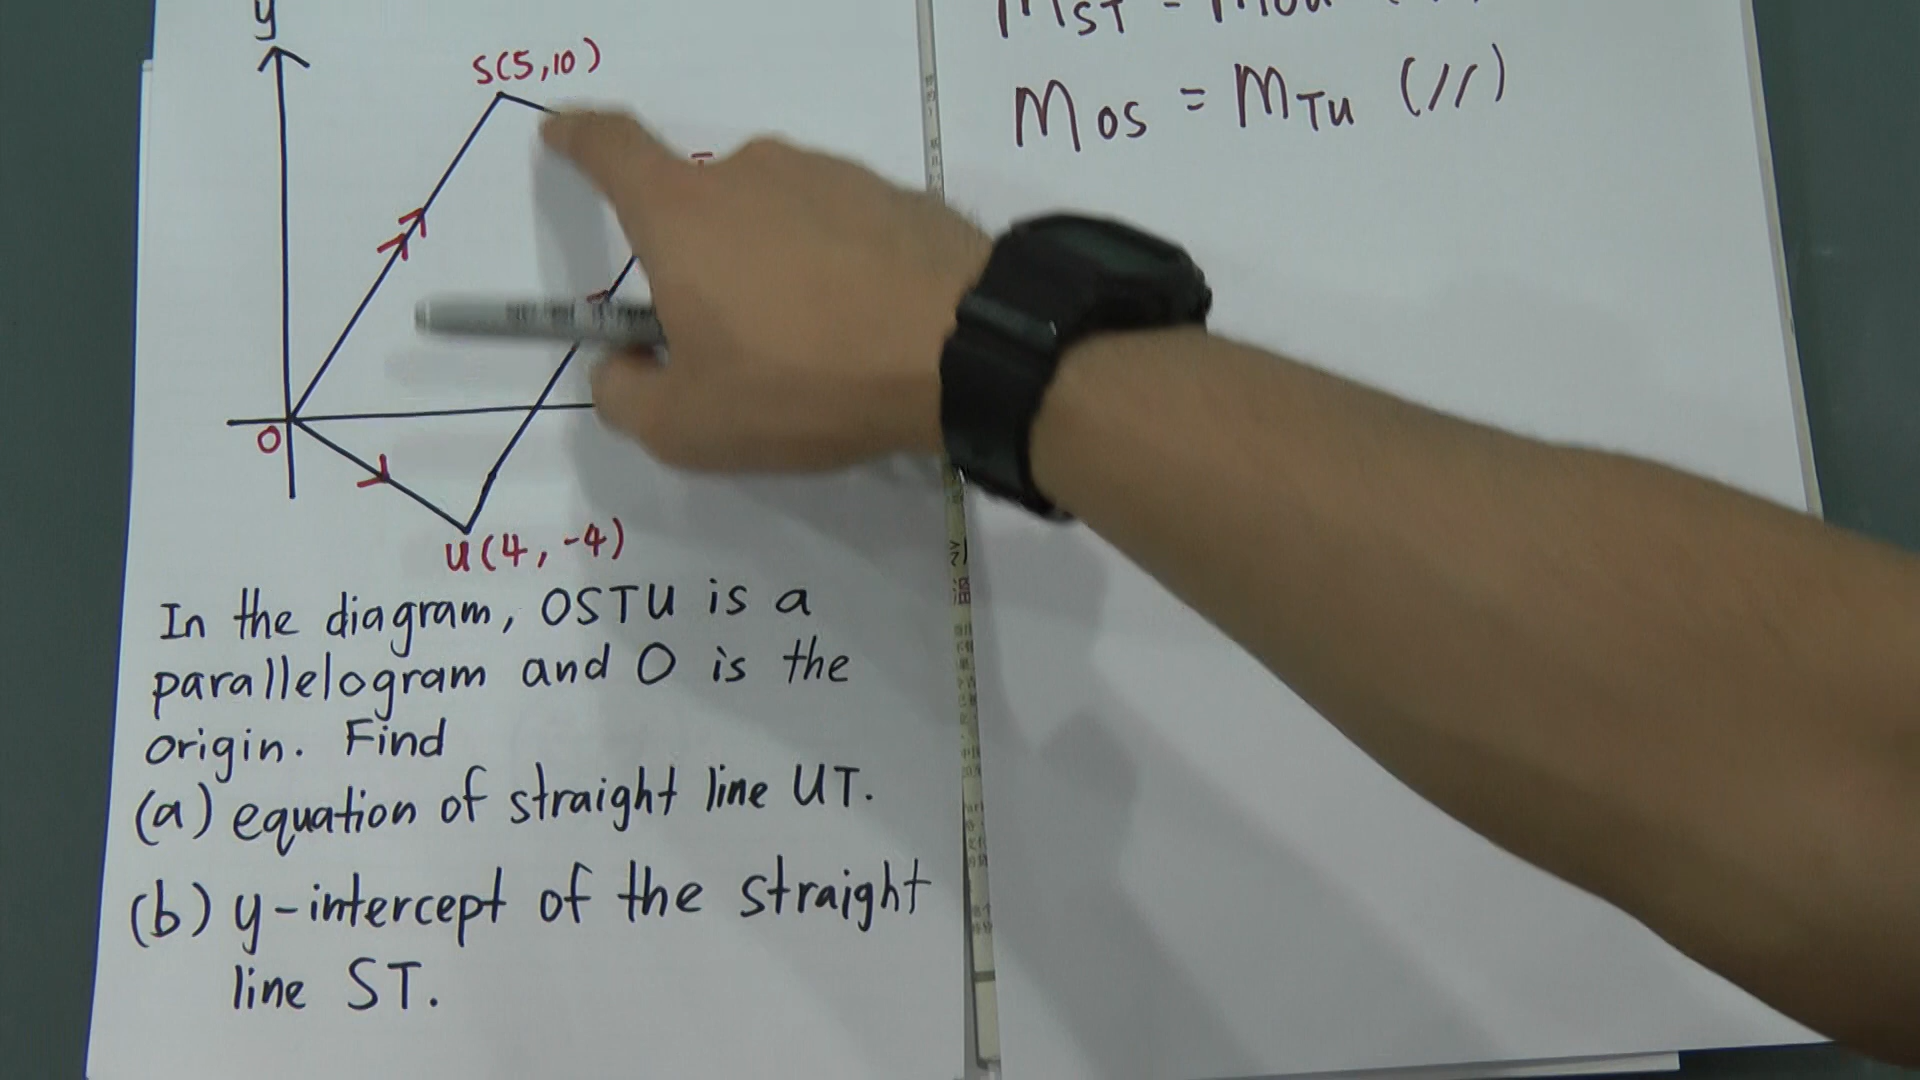 y
S(5,10)
T
O
U(4,-4)
In the diagram, OSTU is a
parallelogram and O is the
origin. Find
(a) equation of straight line UT.
(b) y-intercept of the straight
line ST.
mOS = mTU (//)